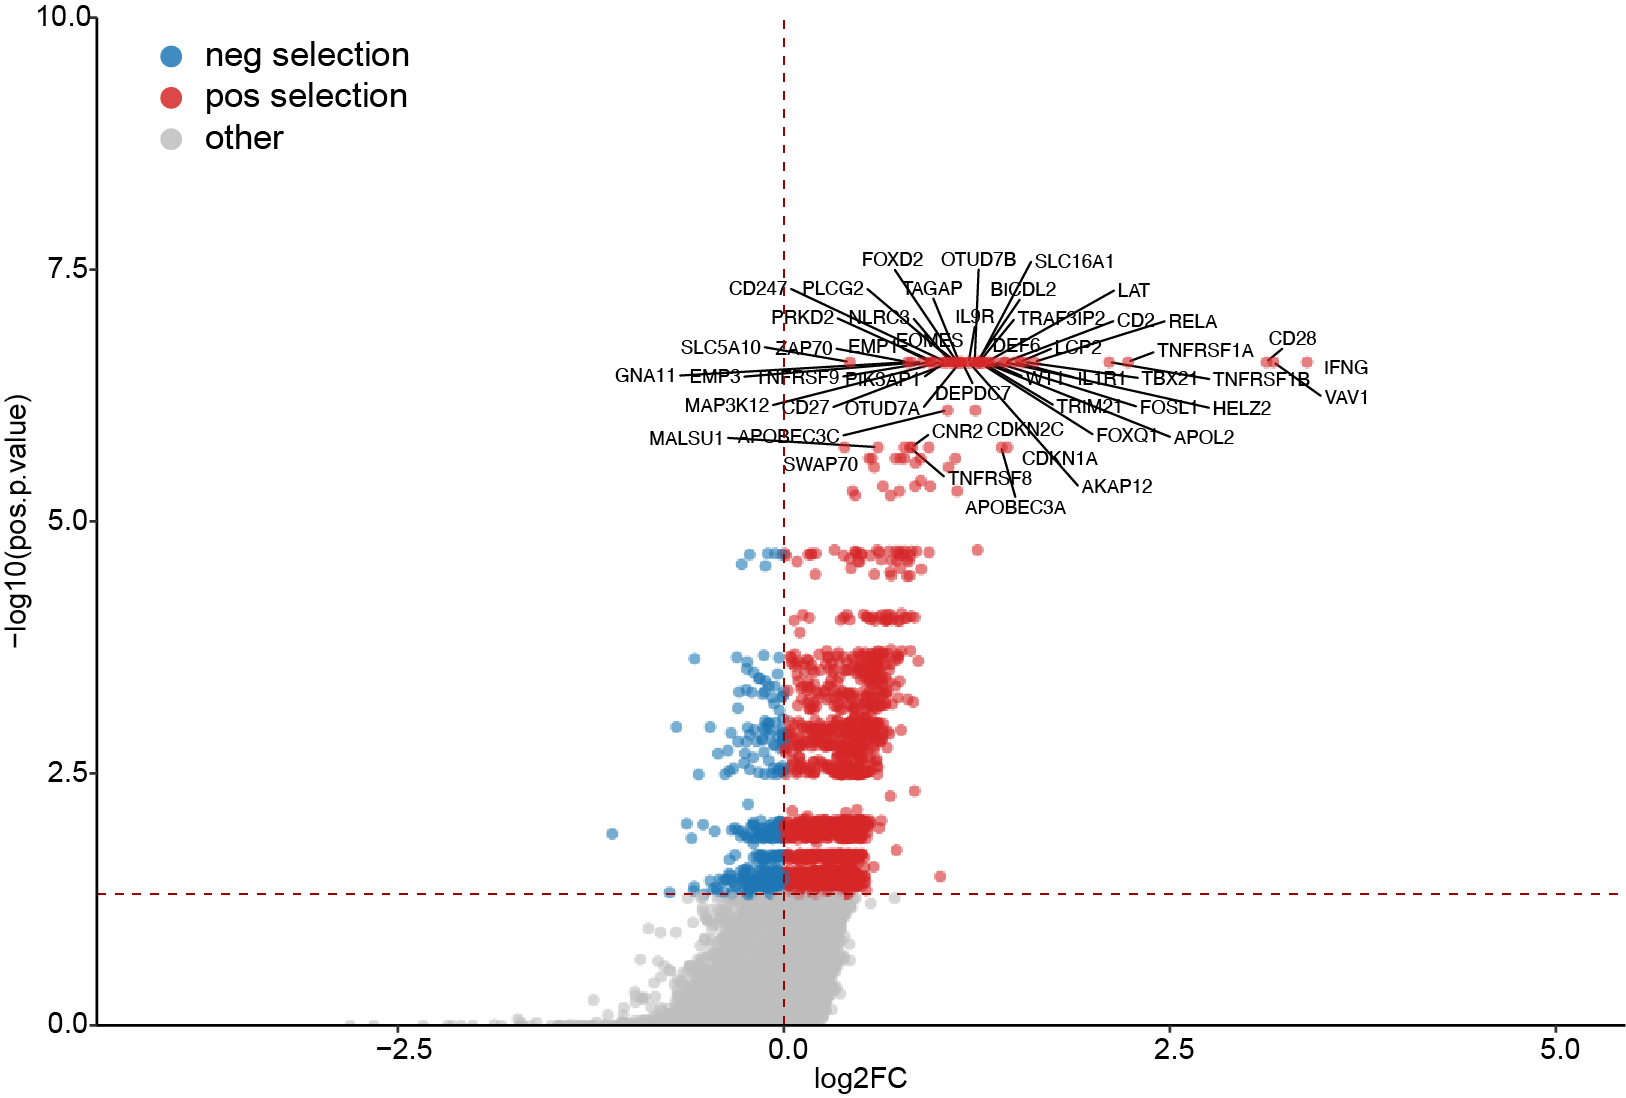 10.0
neg selection
pos selection
other
7.5
FOXD2 OTUD7B SLC16A1
CD247 PLCG2 TAGAP BICDL2 LAT
PRKD2 NLRC3 IL9R TRAF3IP2 CD2 RELA
SLC5A10 ZAP70 EMP1 EOMES DEF6 LCP2 TNFRSF1A CD28
GNA11 EMP3 TNFRSF9 PIK3AP1 WT1 IL1R1 TBX21 TNFRSF1B IFNG
MAP3K12 CD27 OTUD7A DEPDC7 TRIM21 FOSL1 HELZ2 VAV1
MALSU1 APOBEC3C CNR2 CDKN2C FOXQ1 APOL2
SWAP70 CDKN1A
TNFRSF8 AKAP12
APOBEC3A
−log10(pos.p.value)
5.0
2.5
0.0
−2.5 0.0 2.5 5.0
log2FC